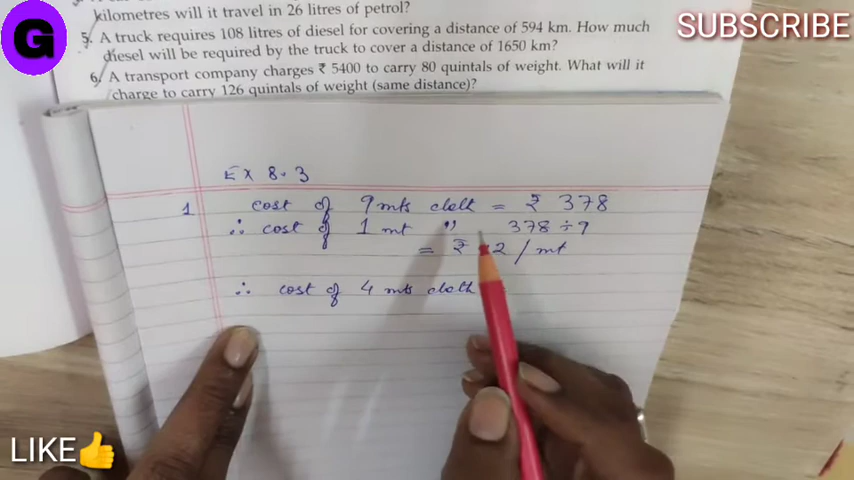 kilometres will it travel in 26 litres of petrol?
5. A truck requires 108 litres of diesel for covering a distance of 594 km. How much
diesel will be required by the truck to cover a distance of 1650 km?
6. A transport company charges ₹ 5400 to carry 80 quintals of weight. What will it
charge to carry 126 quintals of weight (same distance)?
G
SUBSCRIBE
Ex 8.3
1 cost of 9 mts cloth = ₹ 378
∴ cost of 1 mt " 378 ÷ 9
= ₹ 2 / mt
∴ cost of 4 mts cloth
LIKE👍